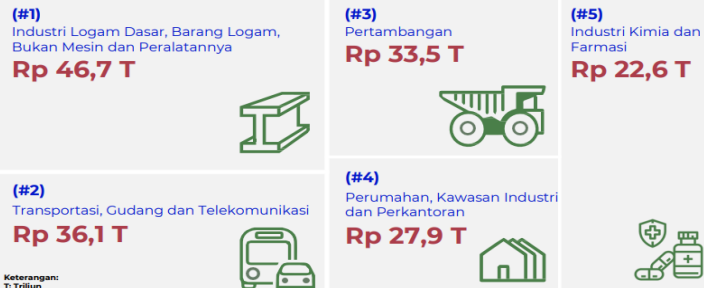 (#1)
Industri Logam Dasar, Barang Logam,
Bukan Mesin dan Peralatannya
Rp 46,7 T
(#2)
Transportasi, Gudang dan Telekomunikasi
Rp 36,1 T
Keterangan:
T: Triliun
(#3)
Pertambangan
Rp 33,5 T
(#4)
Perumahan, Kawasan Industri
dan Perkantoran
Rp 27,9 T
(#5)
Industri Kimia dan
Farmasi
Rp 22,6 T